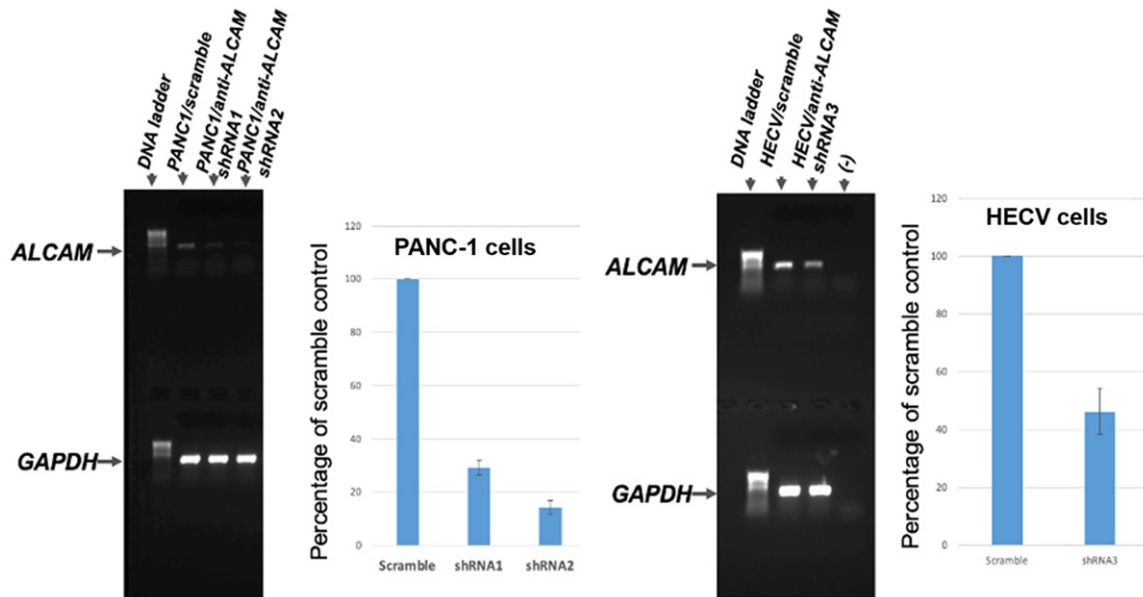 DNA ladder
PANC1/scramble
PANC1/anti-ALCAM
shRNA1
PANC1/anti-ALCAM
shRNA2
ALCAM
GAPDH
Percentage of scramble control
120
100
80
60
40
20
0
PANC-1 cells
Scramble
shRNA1
shRNA2
DNA ladder
HECV/scramble
HECV/anti-ALCAM
shRNA3
(-)
ALCAM
GAPDH
Percentage of scramble control
120
100
80
60
40
20
0
HECV cells
Scramble
shRNA3